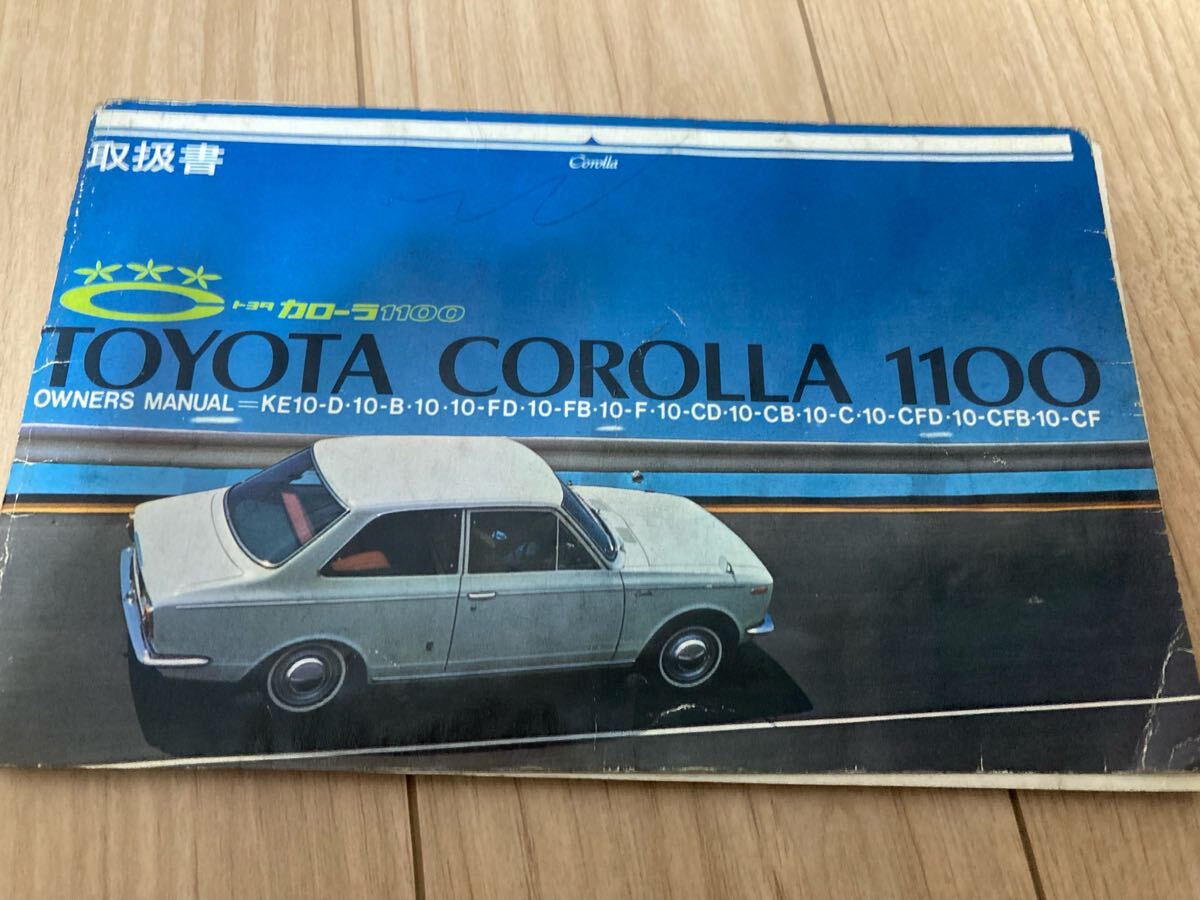 取扱書
Corolla
トヨタ カローラ1100
TOYOTA COROLLA 1100
OWNERS MANUAL=KE10-D·10-B·10·10-FD·10-FB·10-F·10-CD·10-CB·10-C·10-CFD·10-CFB·10-CF